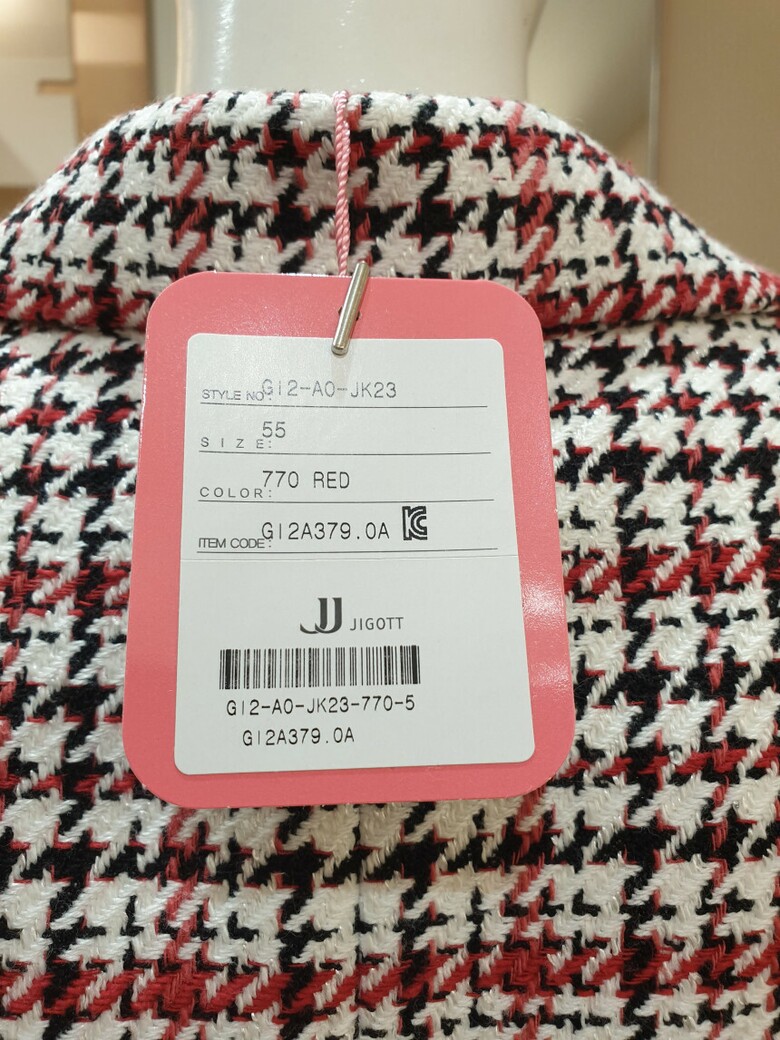 STYLE NO: GI2-A0-JK23
SIZE: 55
COLOR: 770 RED
ITEM CODE: GI2A379.0A KC
JJ JIGOTT
GI2-A0-JK23-770-5
GI2A379.0A